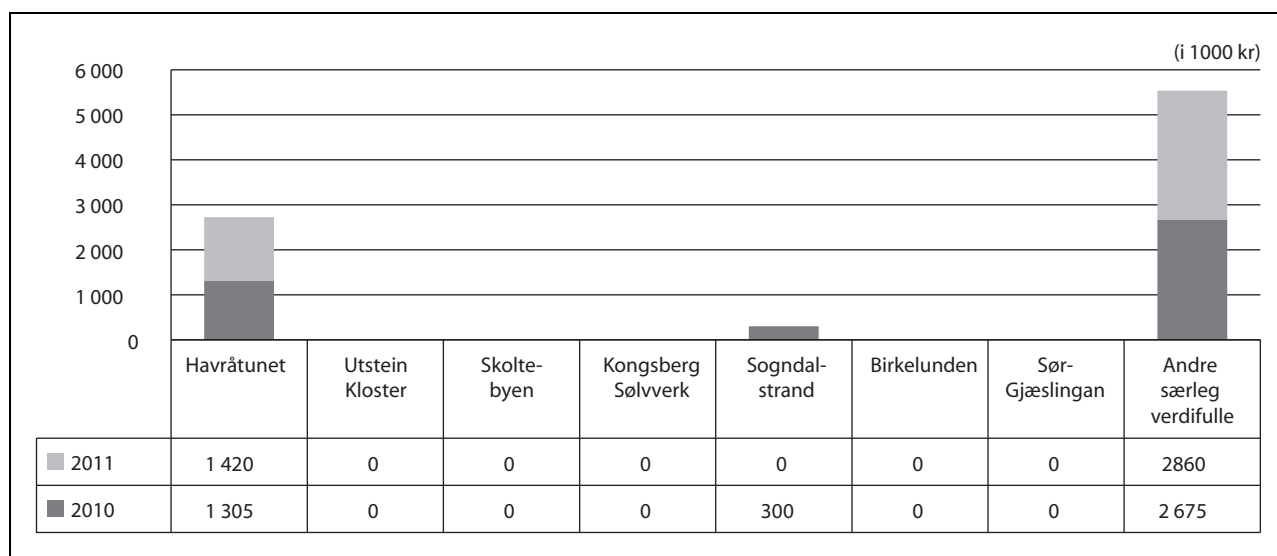 (i 1000 kr)
6 000
5 000
4 000
3 000
2 000
1 000
0
Havråtunet Utstein Skolte- Kongsberg Sogndal- Birkelunden Sør- Andre
Kloster byen Sølvverk strand Gjæslingan særleg
verdifulle
2011 1 420 0 0 0 0 0 0 2860
2010 1 305 0 0 0 300 0 0 2 675